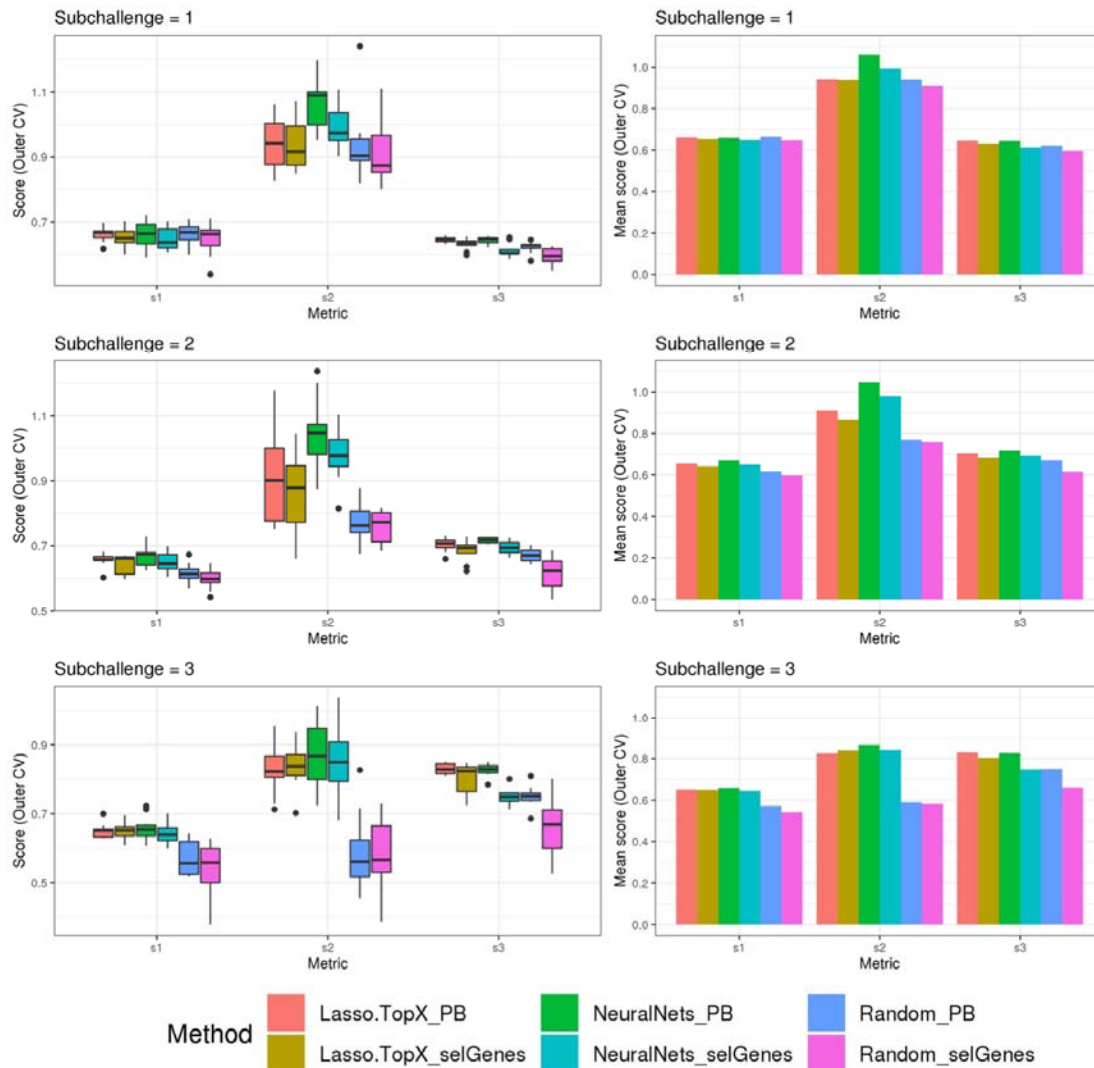 Subchallenge = 1
Score (Outer CV)
1.1
0.9
0.7
s1
s2
s3
Metric
Subchallenge = 1
Mean score (Outer CV)
1.0
0.8
0.6
0.4
0.2
0.0
s1
s2
s3
Metric
Subchallenge = 2
Score (Outer CV)
1.1
0.9
0.7
0.5
s1
s2
s3
Metric
Subchallenge = 2
Mean score (Outer CV)
1.0
0.8
0.6
0.4
0.2
0.0
s1
s2
s3
Metric
Subchallenge = 3
Score (Outer CV)
0.9
0.7
0.5
s1
s2
s3
Metric
Subchallenge = 3
Mean score (Outer CV)
1.0
0.8
0.6
0.4
0.2
0.0
s1
s2
s3
Metric
Method
Lasso.TopX_PB
NeuralNets_PB
Random_PB
Lasso.TopX_selGenes
NeuralNets_selGenes
Random_selGenes